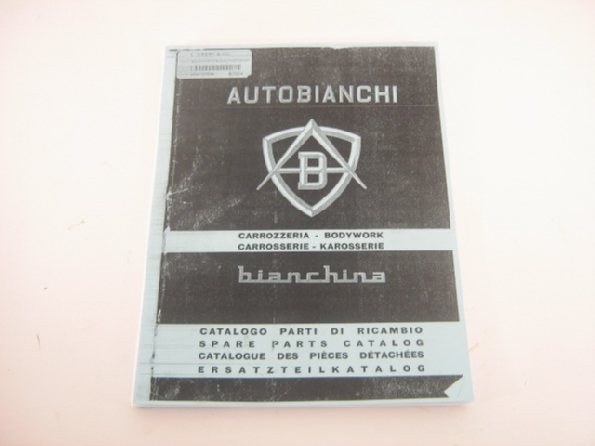 AUTOBIANCHI
B
CARROZZERIA - BODYWORK
CARROSSERIE - KAROSSERIE
bianchina
CATALOGO PARTI DI RICAMBIO
SPARE PARTS CATALOG
CATALOGUE DES PIÈCES DÉTACHÉES
ERSATZTEILKATALOG